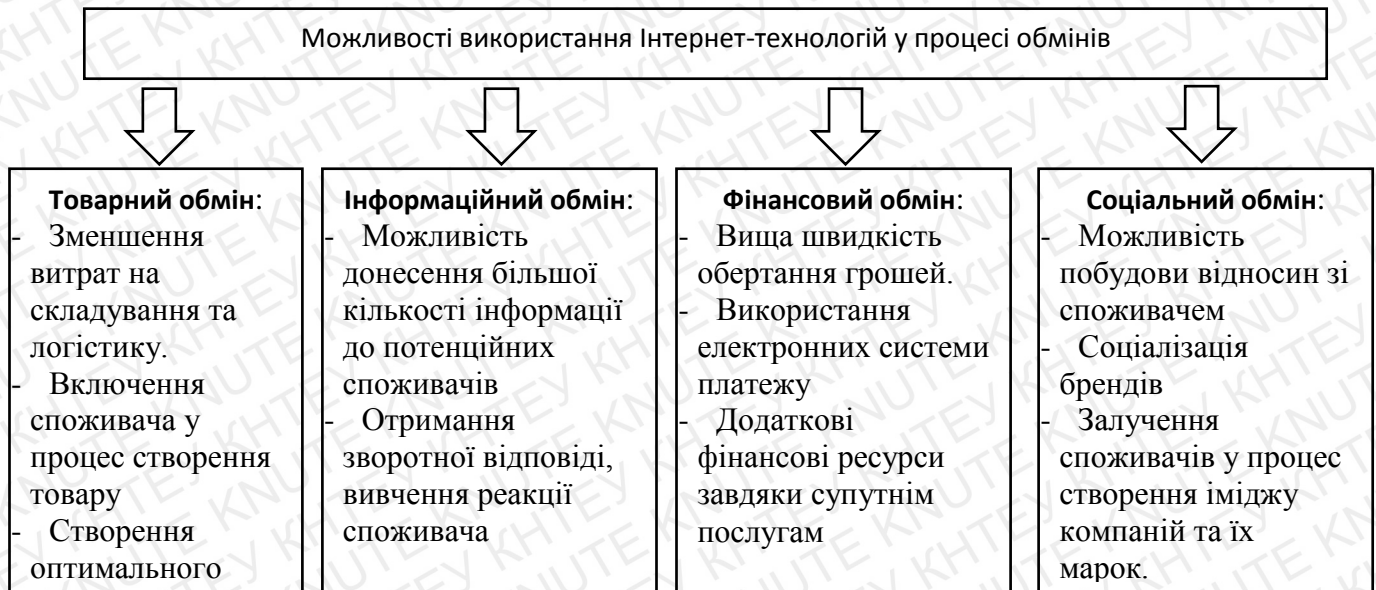 Можливості використання Інтернет-технологій у процесі обмінів
Товарний обмін:
- Зменшення
витрат на
складування та
логістику.
- Включення
споживача у
процес створення
товару
- Створення
оптимального
Інформаційний обмін:
- Можливість
донесення більшої
кількості інформації
до потенційних
споживачів
- Отримання
зворотної відповіді,
вивчення реакції
споживача
Фінансовий обмін:
- Вища швидкість
обертання грошей.
- Використання
електронних системи
платежу
- Додаткові
фінансові ресурси
завдяки супутнім
послугам
Соціальний обмін:
- Можливість
побудови відносин зі
споживачем
- Соціалізація
брендів
- Залучення
споживачів у процес
створення іміджу
компаній та їх
марок.